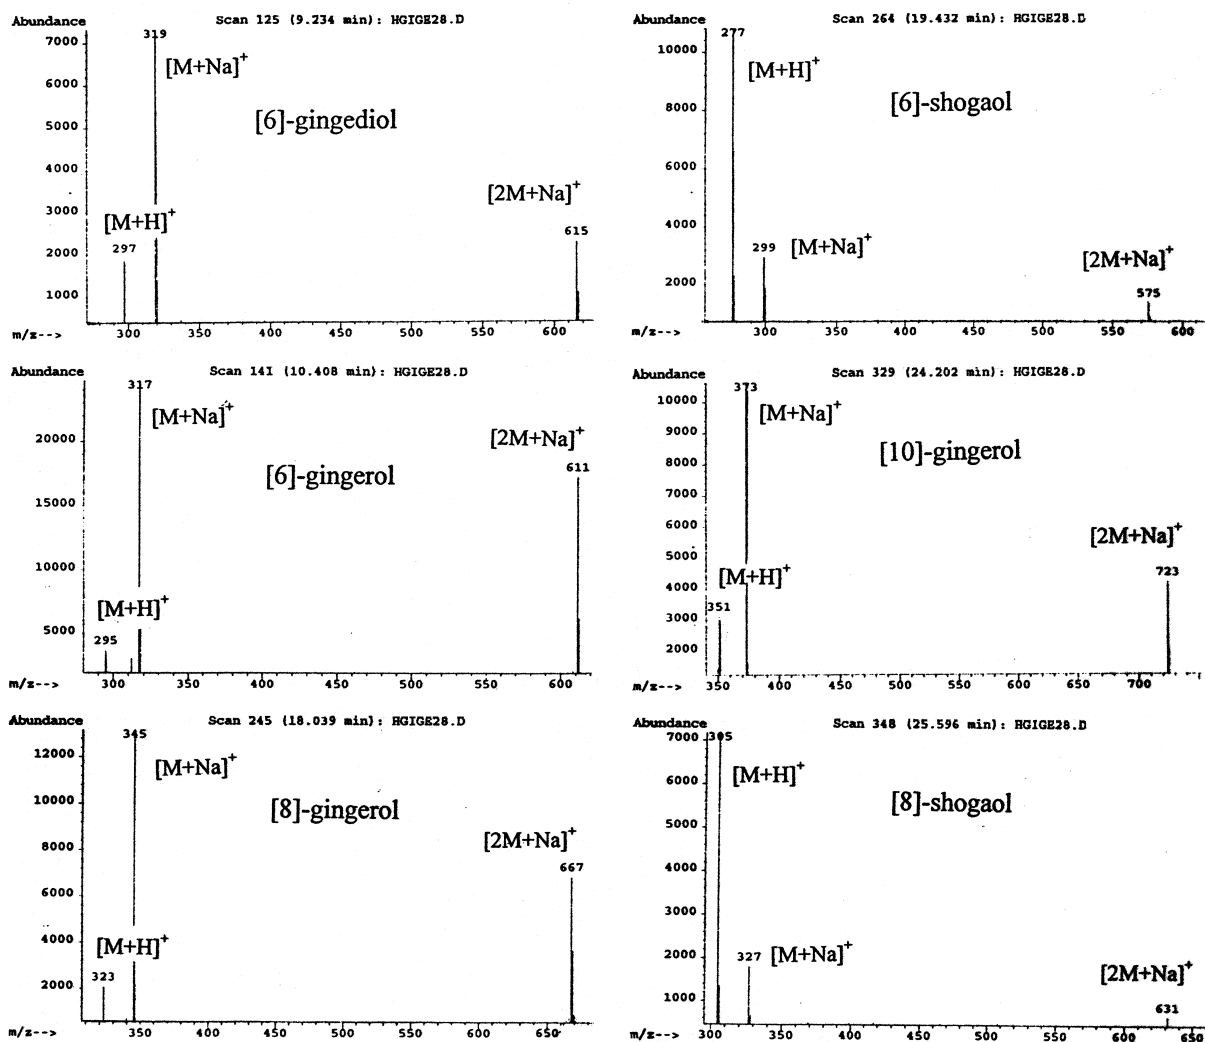 Abundance Scan 125 (9.234 min): HGIGE28.D
319
7000
[M+Na]+
6000
[6]-gingediol
5000
4000
3000
[2M+Na]+
[M+H]+
615
297
2000
1000
300 350 400 450 500 550 600
m/z-->
Abundance Scan 264 (19.432 min): HGIGE28.D
277
10000
[M+H]+
[6]-shogaol
8000
6000
4000
299 [M+Na]+
[2M+Na]+
575
2000
300 350 400 450 500 550 600
m/z-->
Abundance Scan 141 (10.408 min): HGIGE28.D
317
[M+Na]+
20000
[2M+Na]+
611
[6]-gingerol
15000
10000
[M+H]+
5000
295
300 350 400 450 500 550 600
m/z-->
Abundance Scan 329 (24.202 min): HGIGE28.D
373
10000
[M+Na]+
9000
[10]-gingerol
8000
7000
6000
[2M+Na]+
5000
[M+H]+
723
4000
351
3000
2000
350 400 450 500 550 600 650 700
m/z-->
Abundance Scan 245 (18.039 min): HGIGE28.D
345
12000
[M+Na]+
10000
[8]-gingerol
[2M+Na]+
8000
667
6000
4000
[M+H]+
323
2000
350 400 450 500 550 600 650
m/z-->
Abundance Scan 348 (25.596 min): HGIGE28.D
305
7000
[M+H]+
6000
[8]-shogaol
5000
4000
3000
2000
327 [M+Na]+
[2M+Na]+
1000
631
300 350 400 450 500 550 600 650
m/z-->